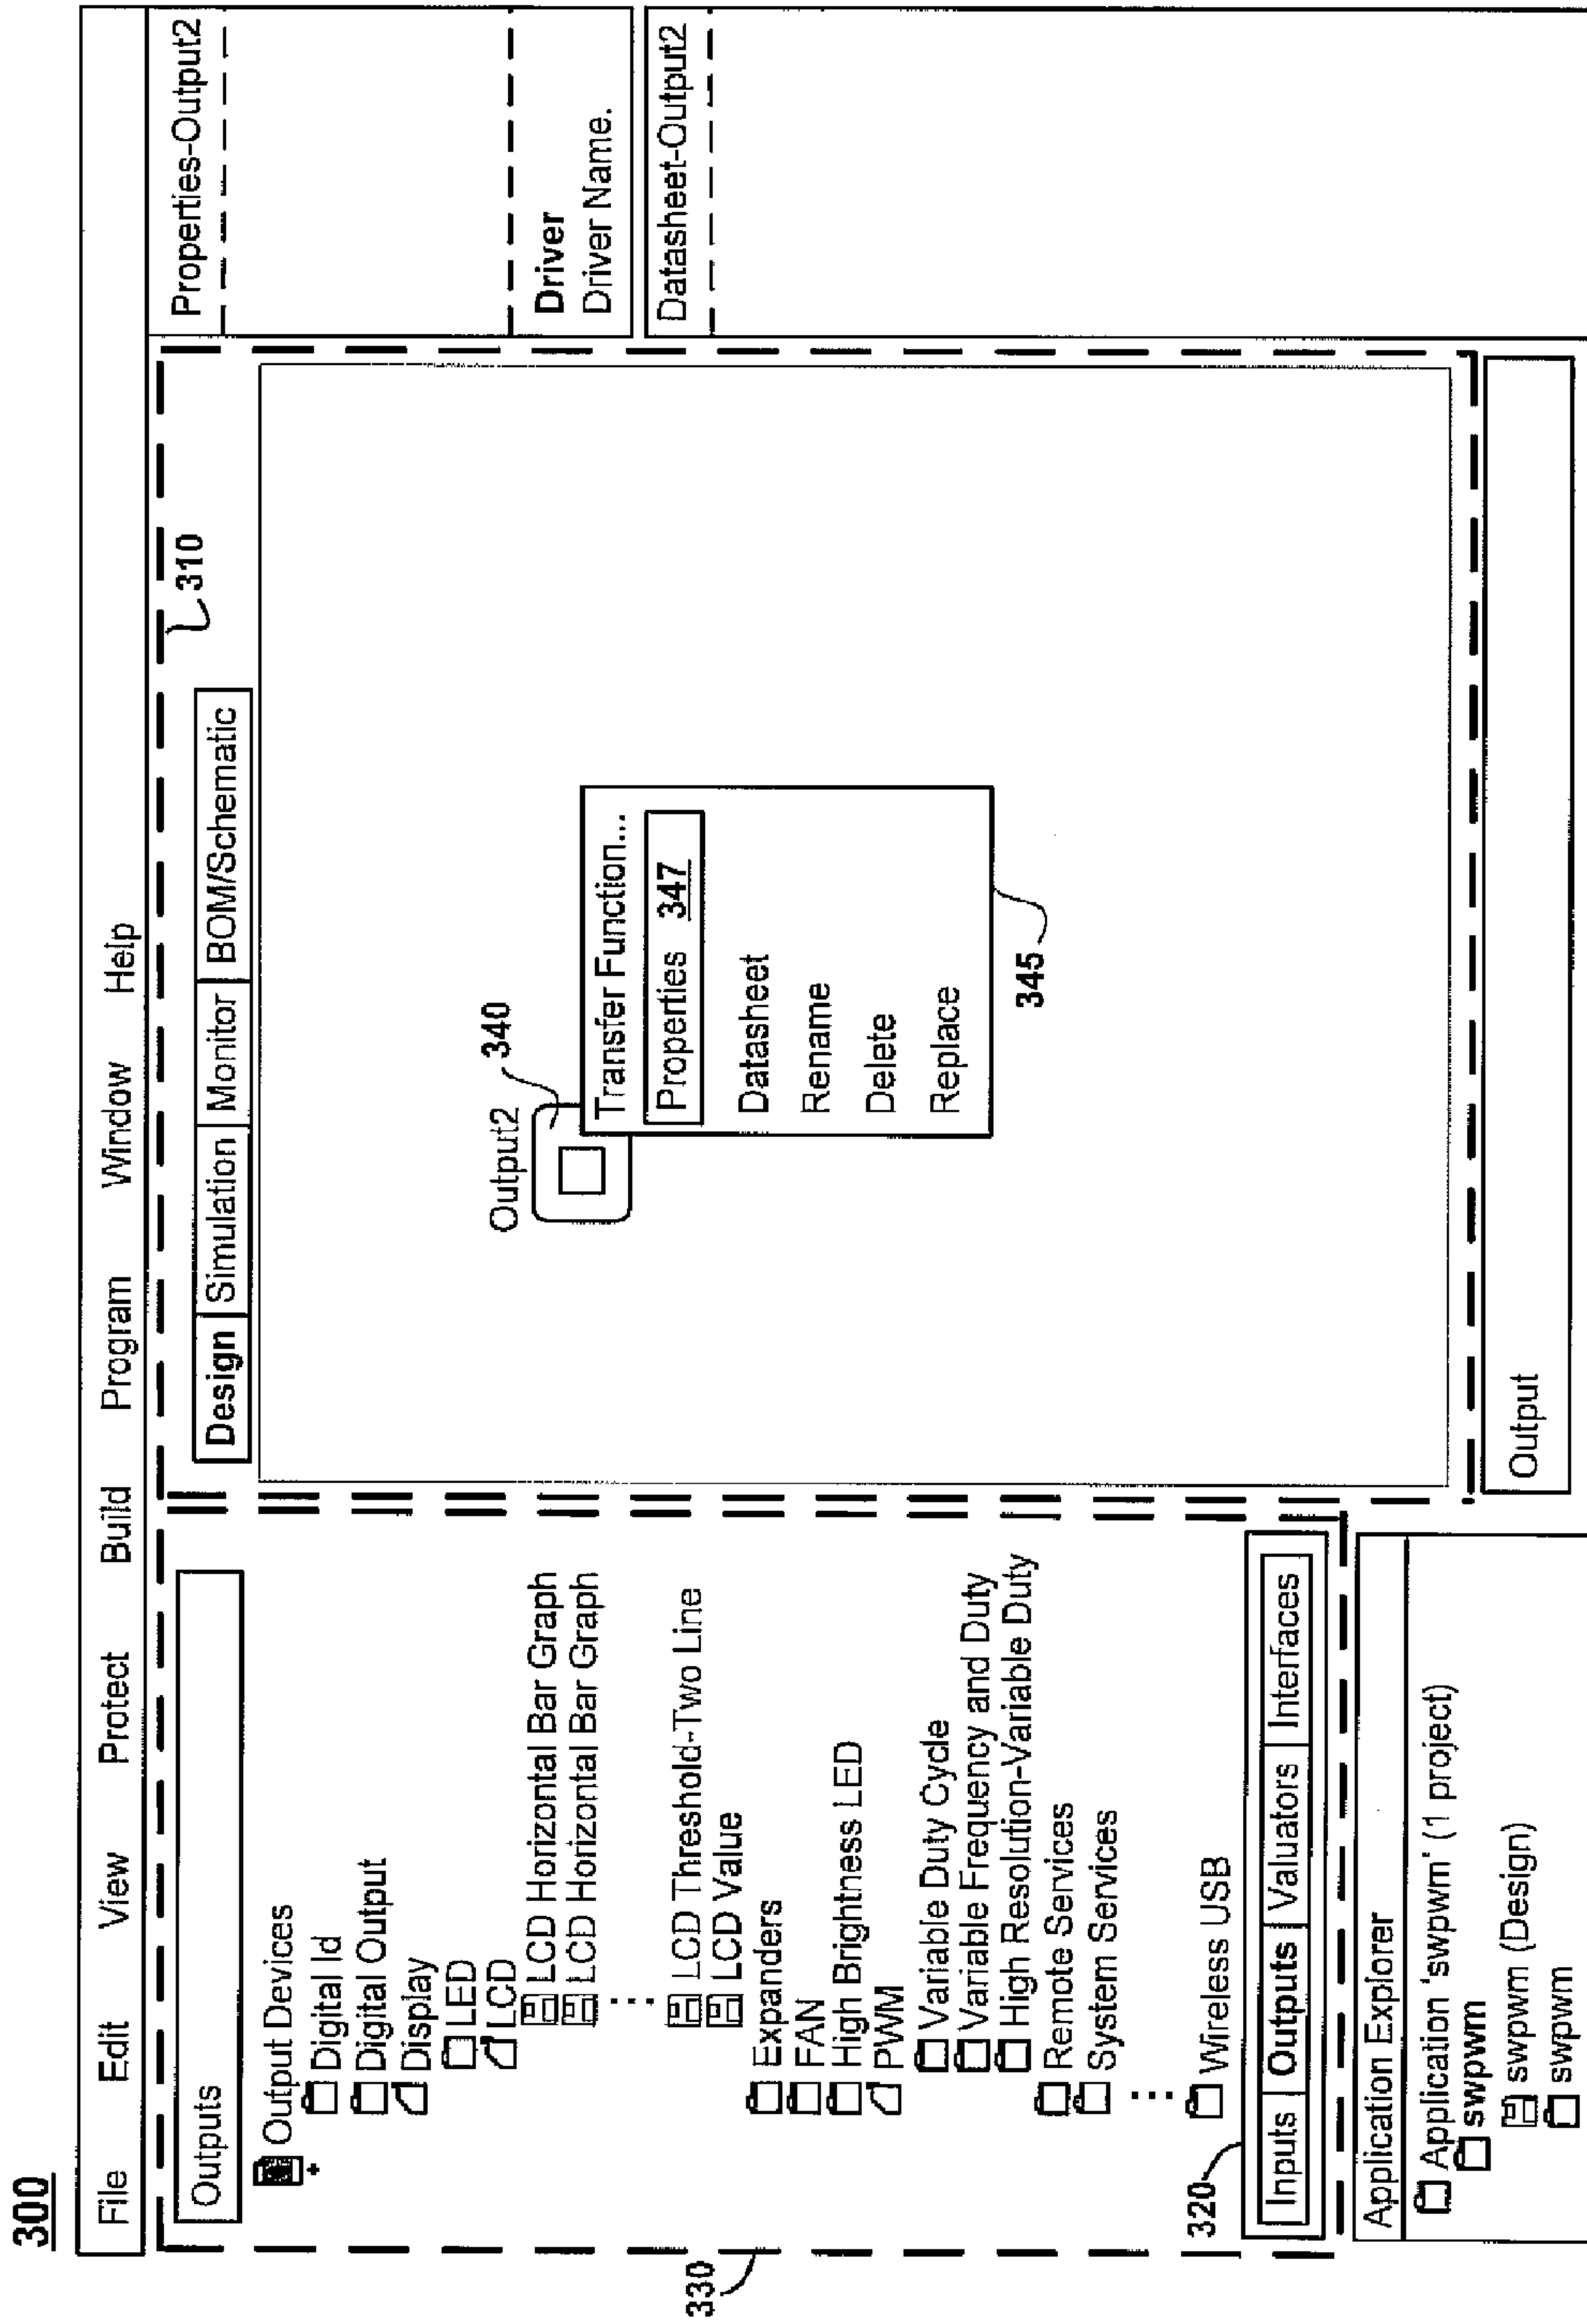 300
File Edit View Protect Build Program Window Help
330
Outputs
Output Devices
Digital Id
Digital Output
Display
LED
LCD
LCD Horizontal Bar Graph
LCD Horizontal Bar Graph
...
LCD Threshold-Two Line
LCD Value
Expanders
FAN
High Brightness LED
PWM
Variable Duty Cycle
Variable Frequency and Duty
High Resolution-Variable Duty
Remote Services
System Services
...
Wireless USB
320
Inputs Outputs Valuators Interfaces
Application Explorer
Application 'swpwm' (1 project)
swpwm
swpwm (Design)
swpwm
310
Design Simulation Monitor BOM/Schematic
Output2
340
Transfer Function...
Properties 347
Datasheet
Rename
Delete
Replace
345
Output
Properties-Output2
Driver
Driver Name.
Datasheet-Output2